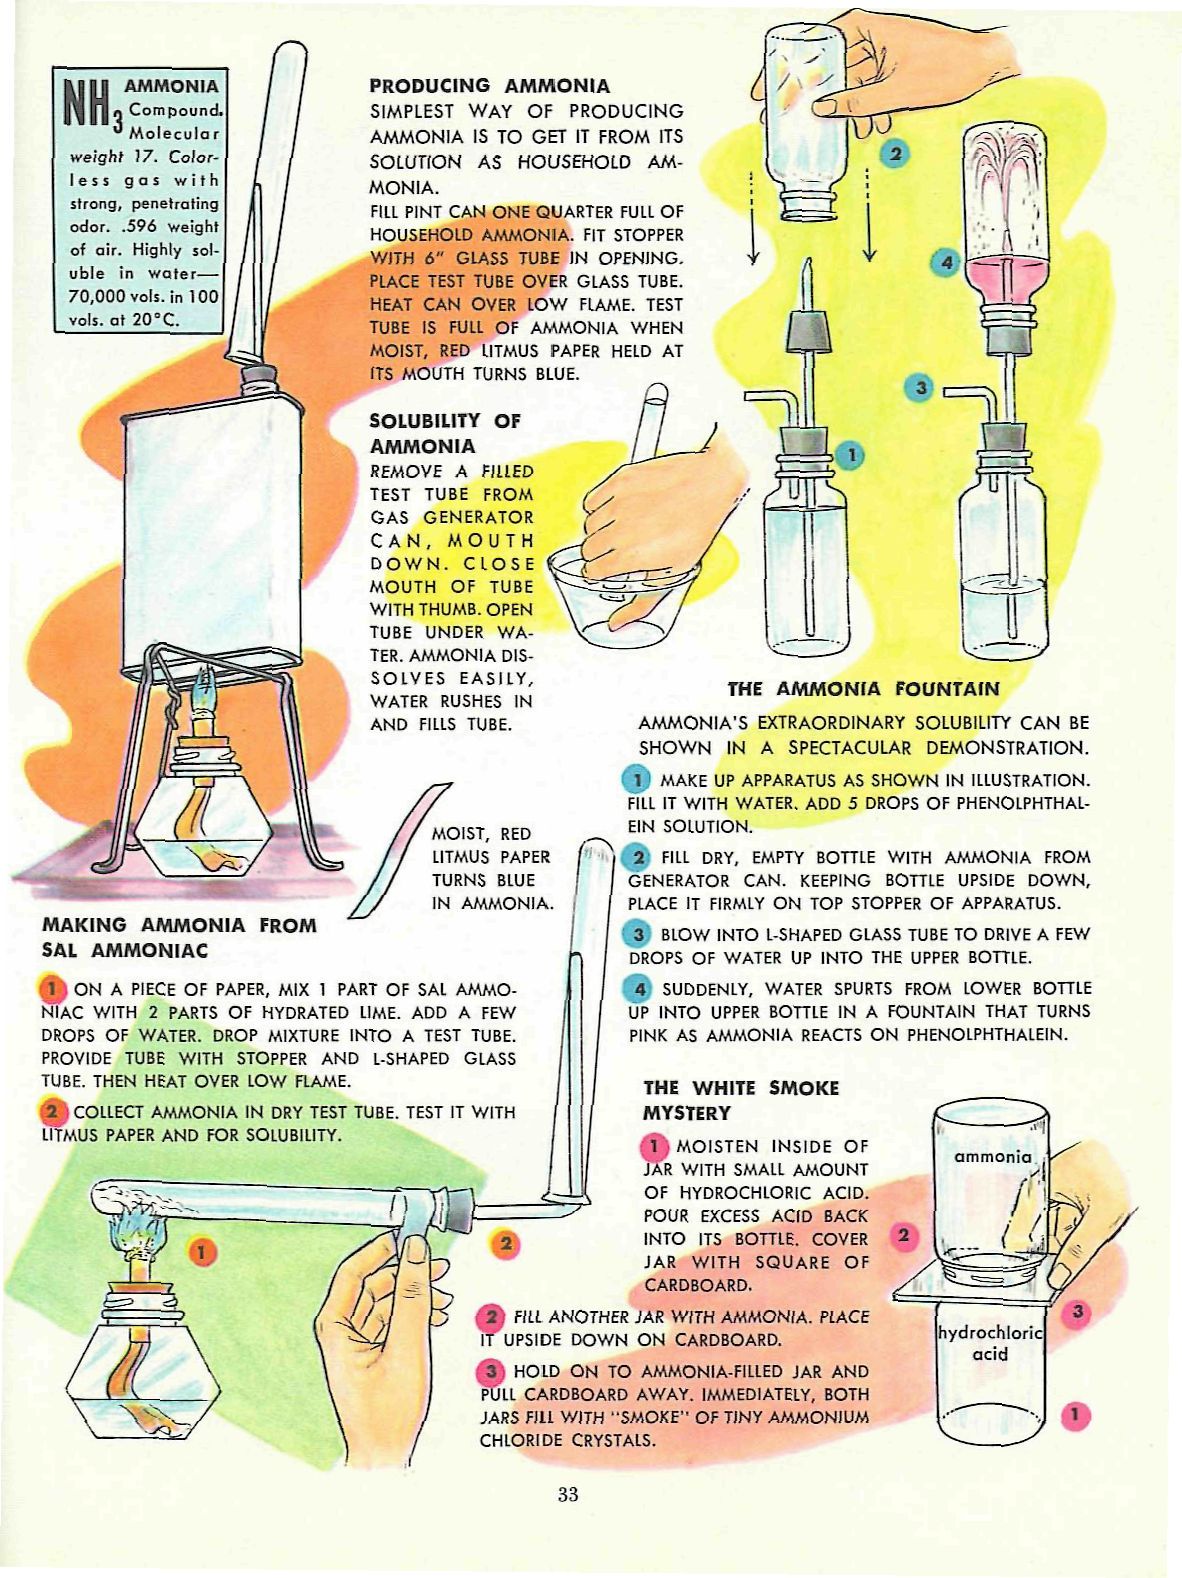 NH3 AMMONIA
Compound.
Molecular
weight 17. Color-
less gas with
strong, penetrating
odor. .596 weight
of air. Highly sol-
uble in water—
70,000 vols. in 100
vols. at 20°C.
PRODUCING AMMONIA
SIMPLEST WAY OF PRODUCING
AMMONIA IS TO GET IT FROM ITS
SOLUTION AS HOUSEHOLD AM-
MONIA.
FILL PINT CAN ONE QUARTER FULL OF
HOUSEHOLD AMMONIA. FIT STOPPER
WITH 6" GLASS TUBE IN OPENING.
PLACE TEST TUBE OVER GLASS TUBE.
HEAT CAN OVER LOW FLAME. TEST
TUBE IS FULL OF AMMONIA WHEN
MOIST, RED LITMUS PAPER HELD AT
ITS MOUTH TURNS BLUE.
SOLUBILITY OF
AMMONIA
REMOVE A FILLED
TEST TUBE FROM
GAS GENERATOR
CAN, MOUTH
DOWN. CLOSE
MOUTH OF TUBE
WITH THUMB. OPEN
TUBE UNDER WA-
TER. AMMONIA DIS-
SOLVES EASILY,
WATER RUSHES IN
AND FILLS TUBE.
2
4
3
1
THE AMMONIA FOUNTAIN
AMMONIA'S EXTRAORDINARY SOLUBILITY CAN BE
SHOWN IN A SPECTACULAR DEMONSTRATION.
1 MAKE UP APPARATUS AS SHOWN IN ILLUSTRATION.
FILL IT WITH WATER. ADD 5 DROPS OF PHENOLPHTHAL-
EIN SOLUTION.
2 FILL DRY, EMPTY BOTTLE WITH AMMONIA FROM
GENERATOR CAN. KEEPING BOTTLE UPSIDE DOWN,
PLACE IT FIRMLY ON TOP STOPPER OF APPARATUS.
3 BLOW INTO L-SHAPED GLASS TUBE TO DRIVE A FEW
DROPS OF WATER UP INTO THE UPPER BOTTLE.
4 SUDDENLY, WATER SPURTS FROM LOWER BOTTLE
UP INTO UPPER BOTTLE IN A FOUNTAIN THAT TURNS
PINK AS AMMONIA REACTS ON PHENOLPHTHALEIN.
MOIST, RED
LITMUS PAPER
TURNS BLUE
IN AMMONIA.
MAKING AMMONIA FROM
SAL AMMONIAC
1 ON A PIECE OF PAPER, MIX 1 PART OF SAL AMMO-
NIAC WITH 2 PARTS OF HYDRATED LIME. ADD A FEW
DROPS OF WATER. DROP MIXTURE INTO A TEST TUBE.
PROVIDE TUBE WITH STOPPER AND L-SHAPED GLASS
TUBE. THEN HEAT OVER LOW FLAME.
2 COLLECT AMMONIA IN DRY TEST TUBE. TEST IT WITH
LITMUS PAPER AND FOR SOLUBILITY.
1
2
THE WHITE SMOKE
MYSTERY
1 MOISTEN INSIDE OF
JAR WITH SMALL AMOUNT
OF HYDROCHLORIC ACID.
POUR EXCESS ACID BACK
INTO ITS BOTTLE. COVER
JAR WITH SQUARE OF
CARDBOARD.
2 FILL ANOTHER JAR WITH AMMONIA. PLACE
IT UPSIDE DOWN ON CARDBOARD.
3 HOLD ON TO AMMONIA-FILLED JAR AND
PULL CARDBOARD AWAY. IMMEDIATELY, BOTH
JARS FILL WITH "SMOKE" OF TINY AMMONIUM
CHLORIDE CRYSTALS.
ammonia
2
3
hydrochloric
acid
1
33